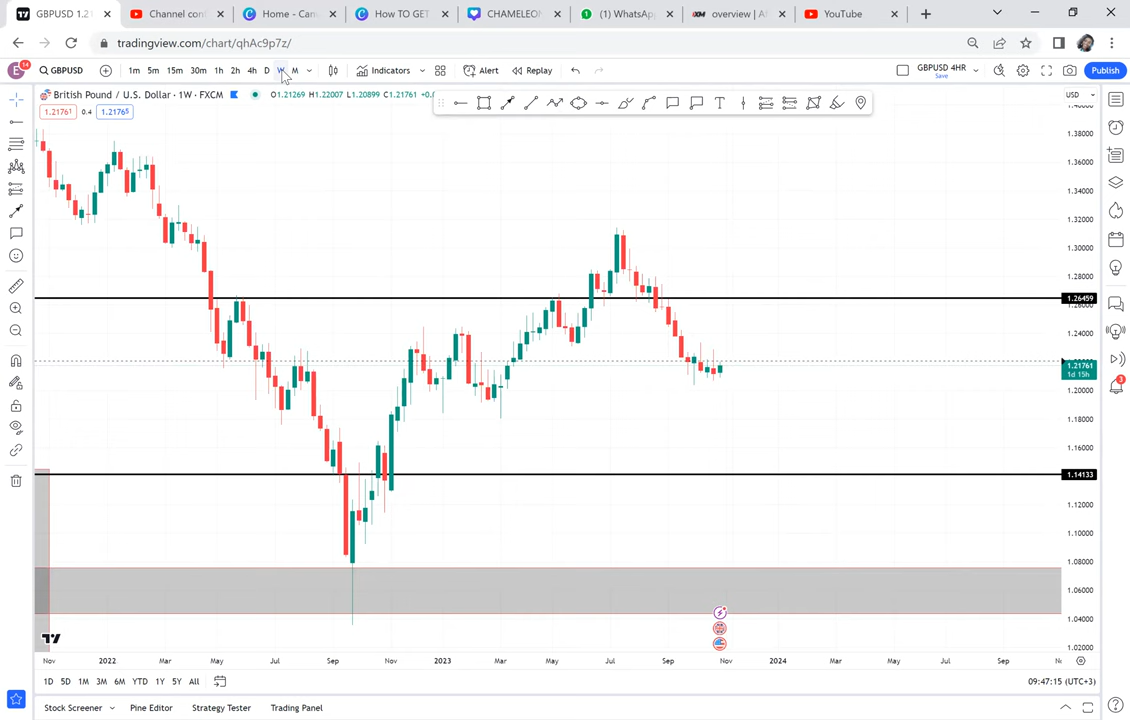 GBPUSD 1.21
Channel con
Home - Can
How TO GET
CHAMELEON
(1) WhatsApp
overview | Af
YouTube
tradingview.com/chart/qhAc9p7z/
E 14
GBPUSD
1m 5m 15m 30m 1h 2h 4h D W M
Indicators
Alert
Replay
GBPUSD 4HR
Save
Publish
British Pound / U.S. Dollar · 1W · FXCM
O1.21269 H1.22007 L1.20899 C1.21761
USD
1.21761 0.4 1.21765
1.38000
1.36000
1.34000
1.32000
1.30000
1.28000
1.26459
1.24000
1.21761
1d 15h
1.20000
1.18000
1.16000
1.14133
1.12000
1.10000
1.08000
1.06000
1.04000
1.02000
3
Nov 2022 Mar May Jul Sep Nov 2023 Mar May Jul Sep Nov 2024 Mar May Jul Sep
1D 5D 1M 3M 6M YTD 1Y 5Y All
09:47:15 (UTC+3)
Stock Screener
Pine Editor
Strategy Tester
Trading Panel